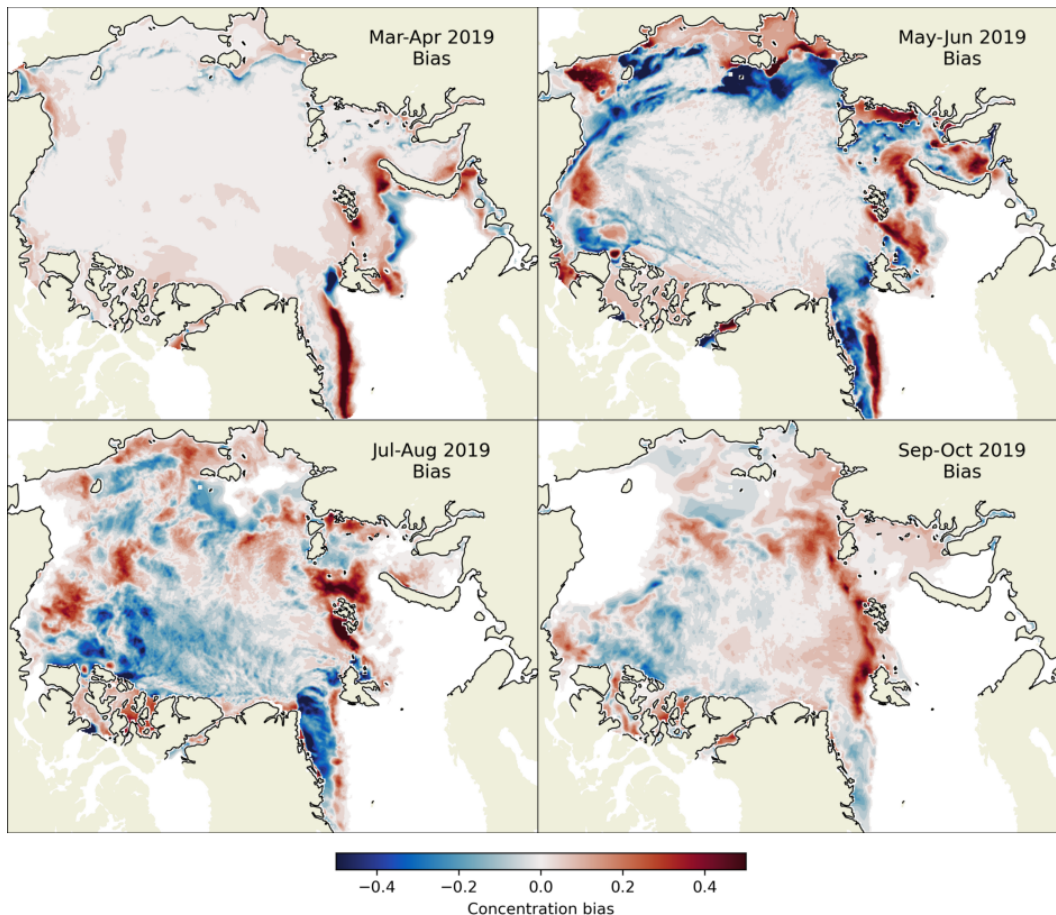 Mar-Apr 2019
Bias
May-Jun 2019
Bias
Jul-Aug 2019
Bias
Sep-Oct 2019
Bias
−0.4 −0.2 0.0 0.2 0.4
Concentration bias